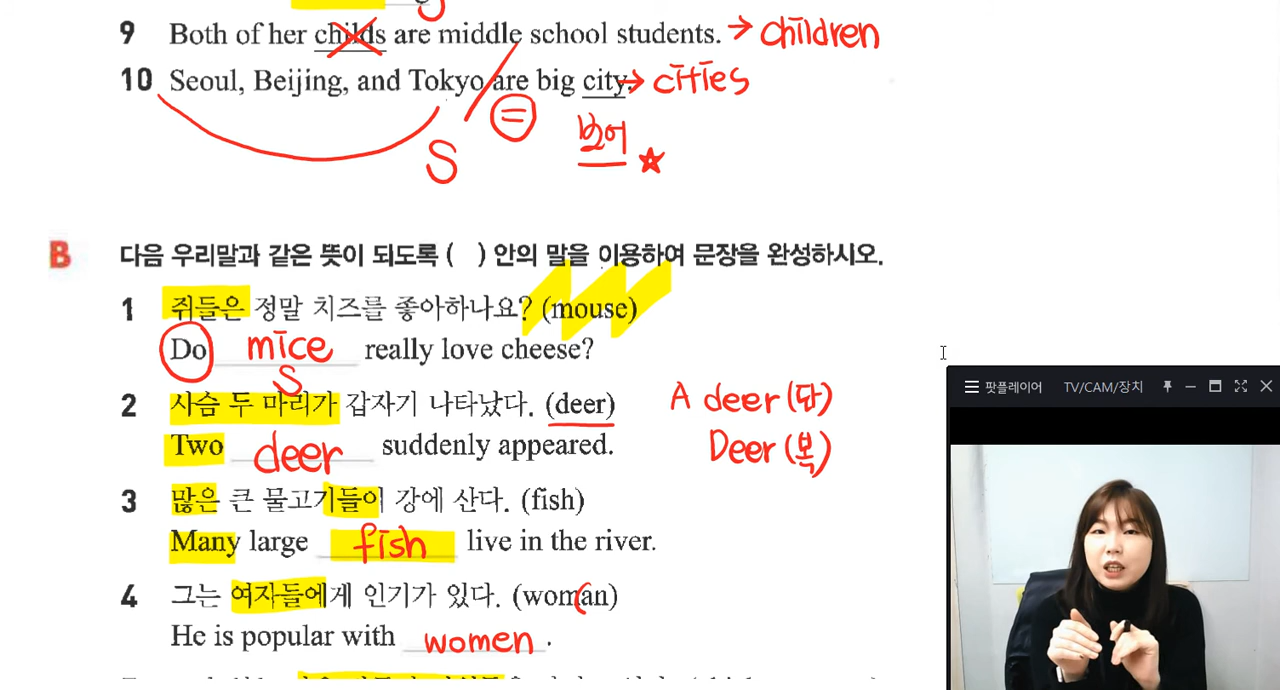 9 Both of her childs are middle school students. → children
10 Seoul, Beijing, and Tokyo are big city. → cities
S = 보어 ☆
B 다음 우리말과 같은 뜻이 되도록 ( ) 안의 말을 이용하여 문장을 완성하시오.
1 쥐들은 정말 치즈를 좋아하나요? (mouse)
Do mice really love cheese?
S
2 사슴 두 마리가 갑자기 나타났다. (deer)
A deer (단)
Two deer suddenly appeared.
Deer (복)
3 많은 큰 물고기들이 강에 산다. (fish)
Many large fish live in the river.
4 그는 여자들에게 인기가 있다. (woman)
He is popular with women.
팟플레이어 TV/CAM/장치